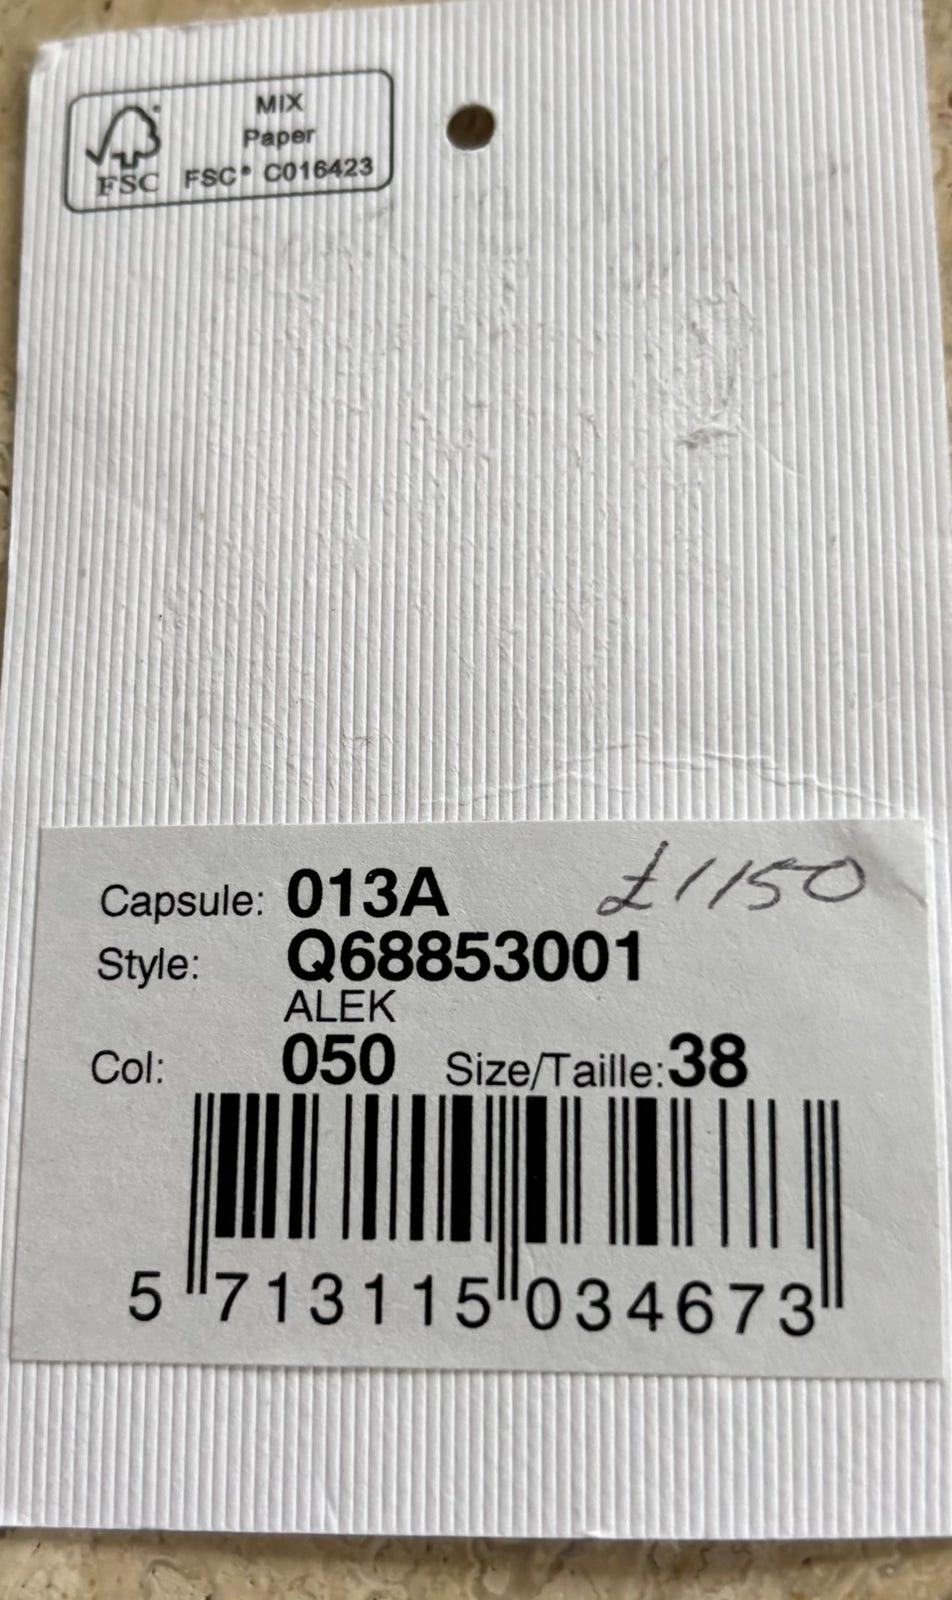 MIX
Paper
FSC
FSC® C016423
Capsule: 013A £1150
Style: Q68853001
ALEK
Col: 050 Size/Taille: 38
5 713115 034673